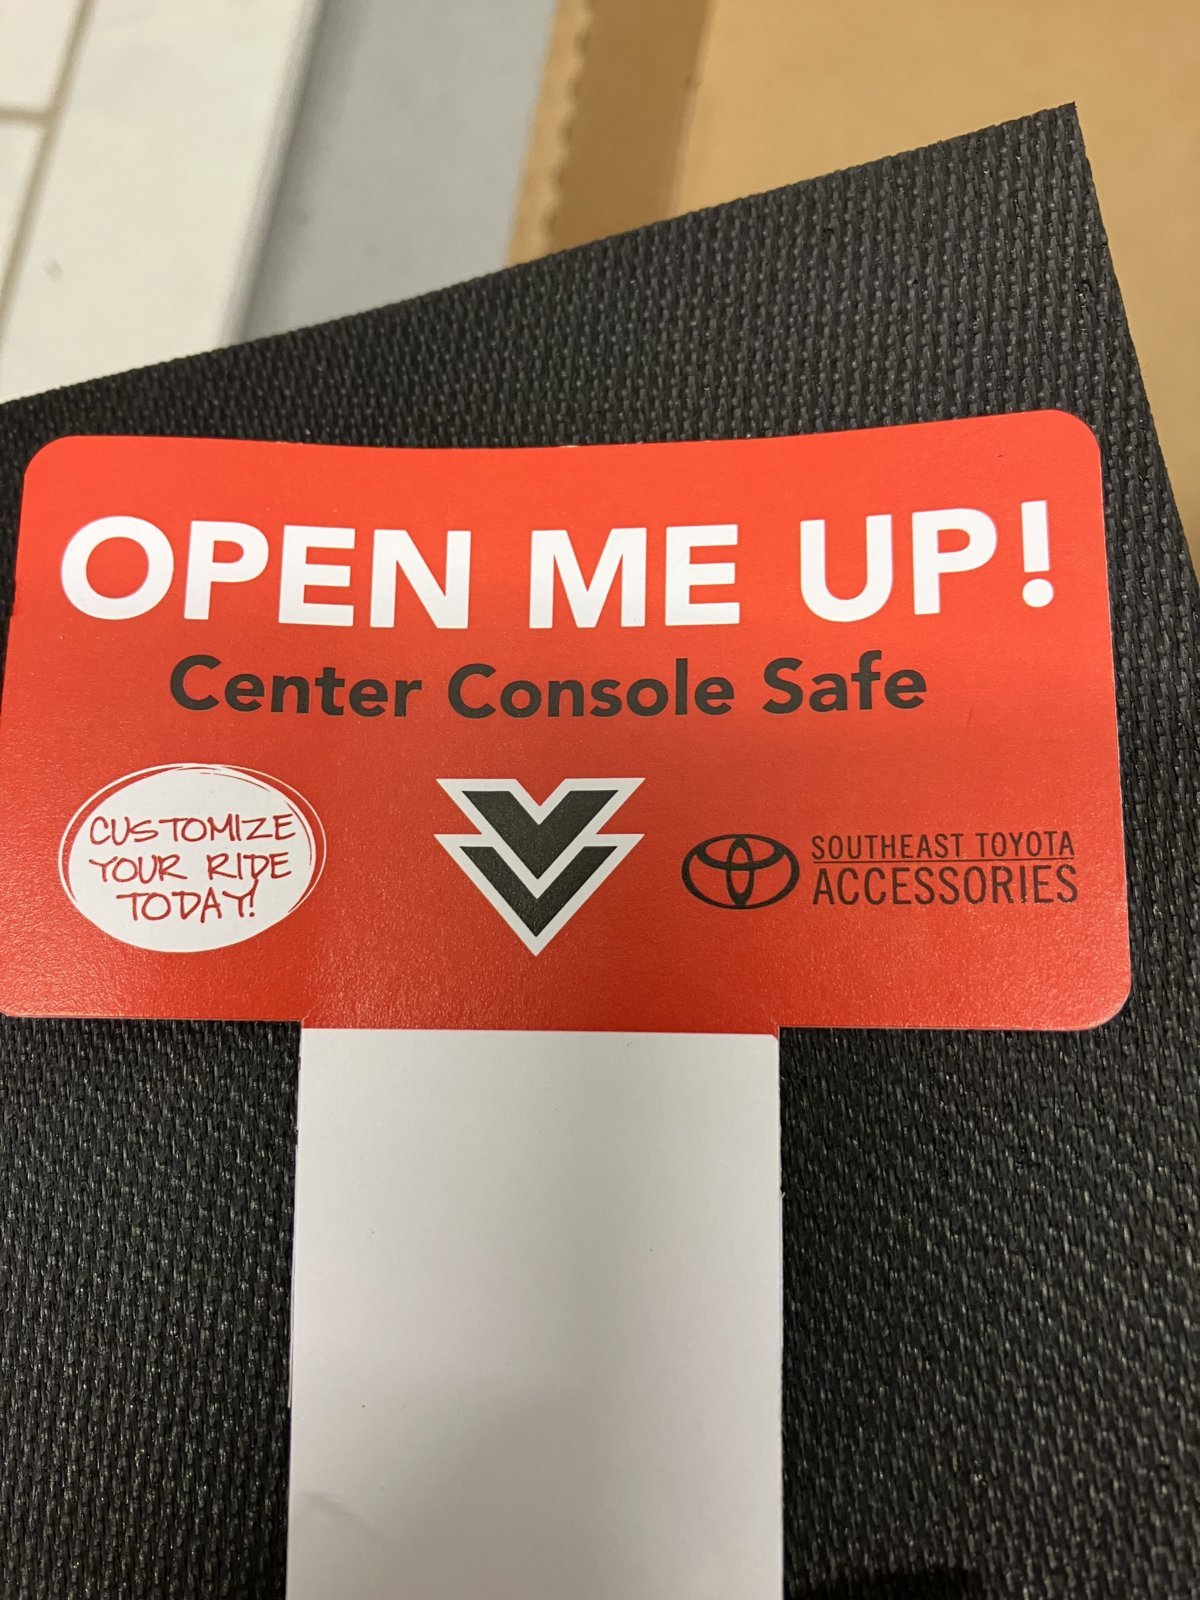 OPEN ME UP!
Center Console Safe
CUSTOMIZE
YOUR RIDE
TODAY!
SOUTHEAST TOYOTA
ACCESSORIES